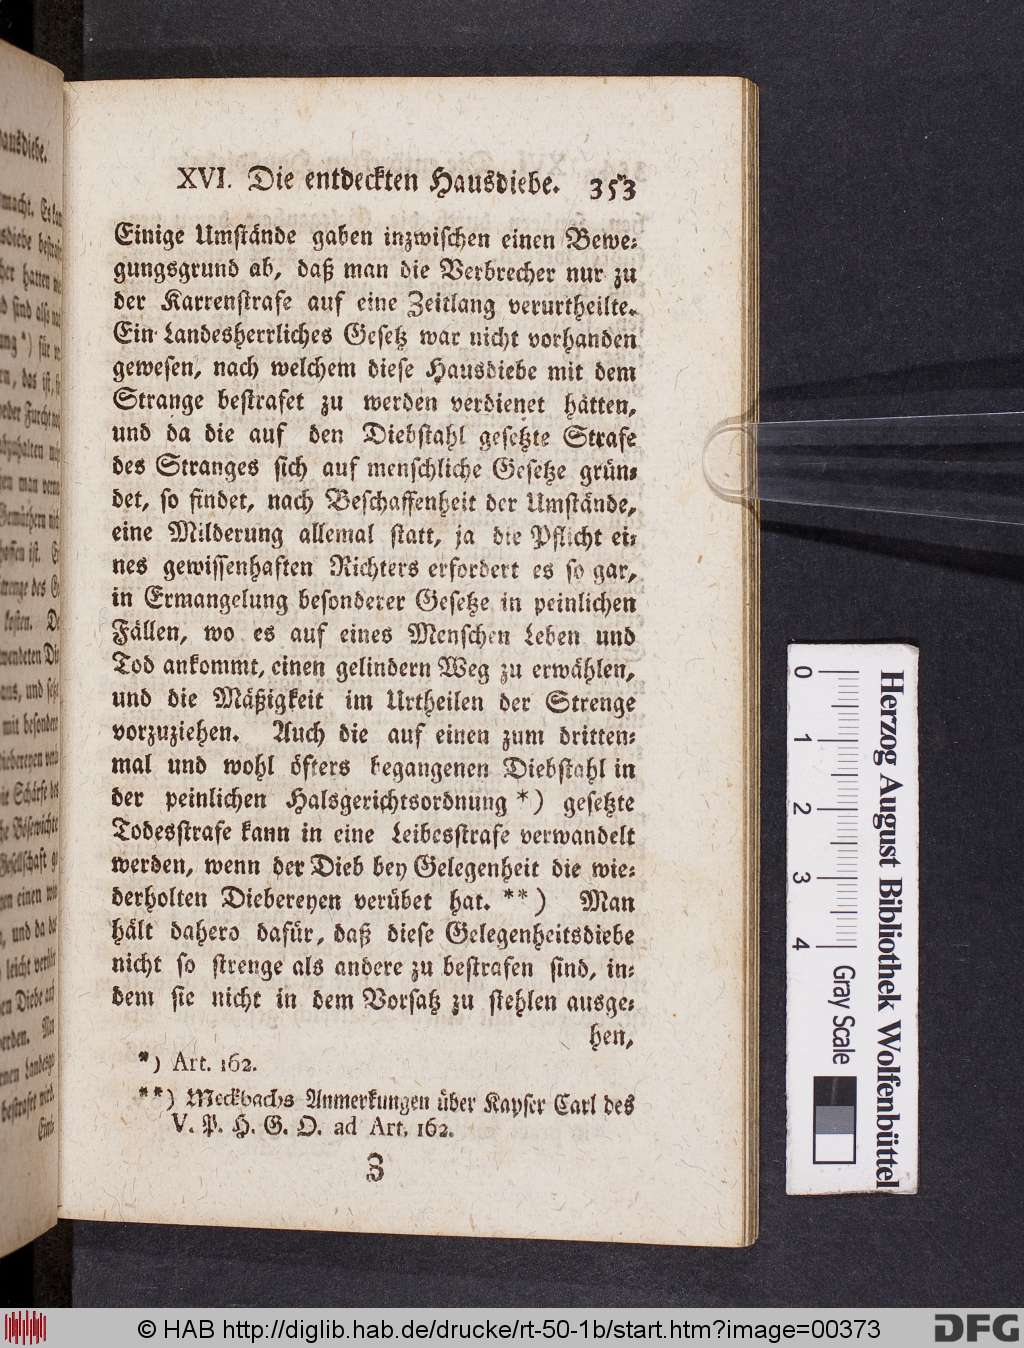 XVI. Die entdeckten Hausdiebe. 353
Einige Umstände gaben inzwischen einen Bewe-
gungsgrund ab, daß man die Verbrecher nur zu
der Karrenstrafe auf eine Zeitlang verurtheilte.
Ein Landesherrliches Gesetz war nicht vorhanden
gewesen, nach welchem diese Hausdiebe mit dem
Strange bestrafet zu werden verdienet hätten,
und da die auf den Diebstahl gesetzte Strafe
des Stranges sich auf menschliche Gesetze grün-
det, so findet, nach Beschaffenheit der Umstände,
eine Milderung allemal statt, ja die Pflicht ei-
nes gewissenhaften Richters erfordert es so gar,
in Ermangelung besonderer Gesetze in peinlichen
Fällen, wo es auf eines Menschen Leben und
Tod ankommt, einen gelindern Weg zu erwählen,
und die Mäßigkeit im Urtheilen der Strenge
vorzuziehen. Auch die auf einen zum dritten-
mal und wohl öfters begangenen Diebstahl in
der peinlichen Halsgerichtsordnung *) gesetzte
Todesstrafe kann in eine Leibesstrafe verwandelt
werden, wenn der Dieb bey Gelegenheit die wie-
derholten Diebereyen verübet hat. **) Man
hält dahero dafür, daß diese Gelegenheitsdiebe
nicht so strenge als andere zu bestrafen sind, in-
dem sie nicht in dem Vorsatz zu stehlen ausge-
hen,
*) Art. 162.
**) Meckbachs Anmerkungen über Kayser Carl des
V. P. H. G. O. ad Art. 162.
Z
0 1 2 3 4
Gray Scale
Herzog August Bibliothek Wolfenbüttel
© HAB http://diglib.hab.de/drucke/rt-50-1b/start.htm?image=00373
DFG